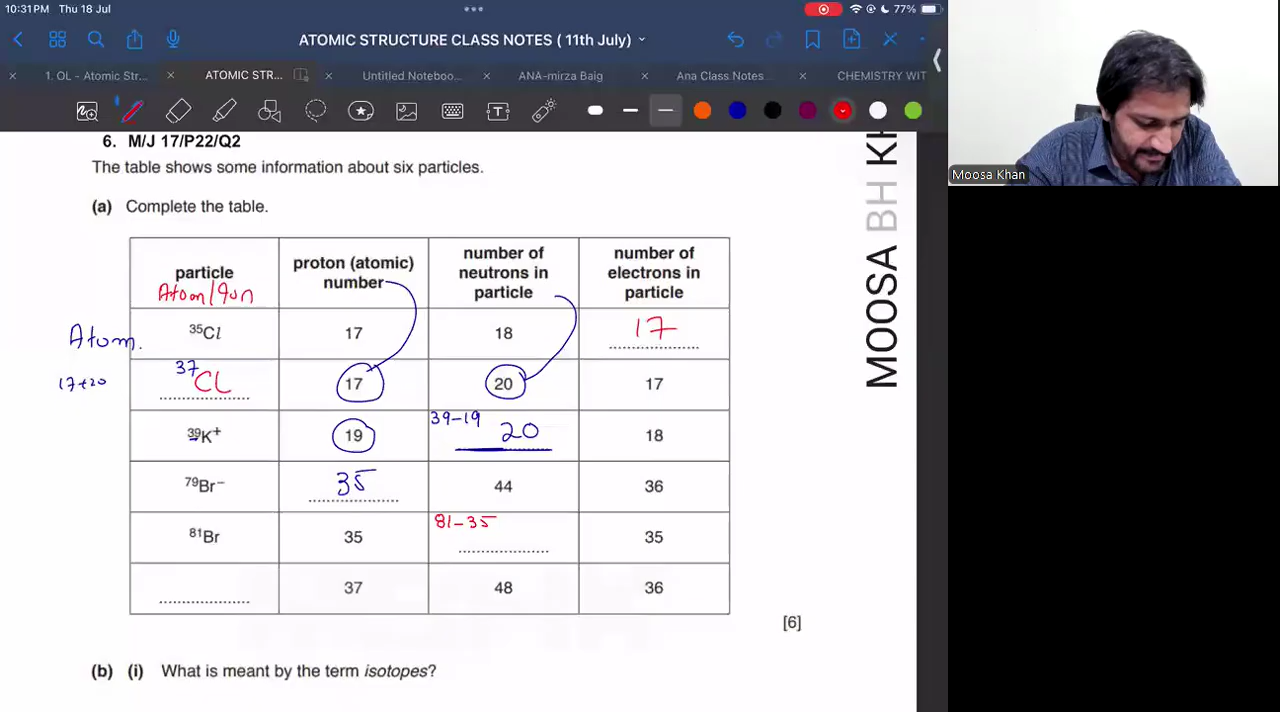 10:31PM Thu 18 Jul
77%
ATOMIC STRUCTURE CLASS NOTES ( 11th July)
1. OL - Atomic Str...
ATOMIC STR...
Untitled Noteboo...
ANA-mirza Baig
Ana Class Notes
CHEMISTRY WIT
Moosa Khan
MOOSA BH KH
6. M/J 17/P22/Q2
The table shows some information about six particles.
(a) Complete the table.
particle proton (atomic) number number of neutrons in particle number of electrons in particle
Atom/Ion
Atom. ³⁵Cl 17 18 17
17+20 ³⁷CL 17 20 17
³⁹K⁺ 19 39-19 20 18
⁷⁹Br⁻ 35 44 36
⁸¹Br 35 81-35 35
37 48 36
[6]
(b) (i) What is meant by the term isotopes?